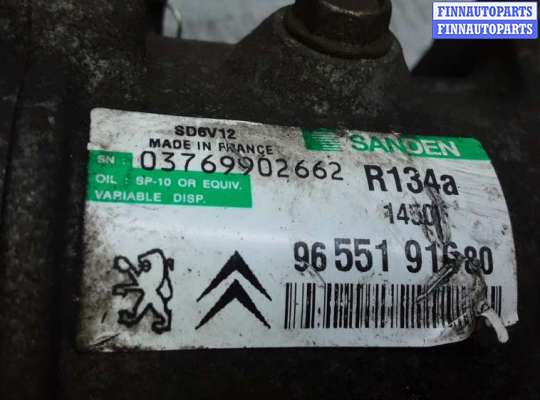 FINNAUTOPARTS
FINNAUTOPARTS
SD6V12
MADE IN FRANCE
SANDEN
SN : 03769902662
OIL : SP-10 OR EQUIV.
VARIABLE DISP.
R134a
96 551 91